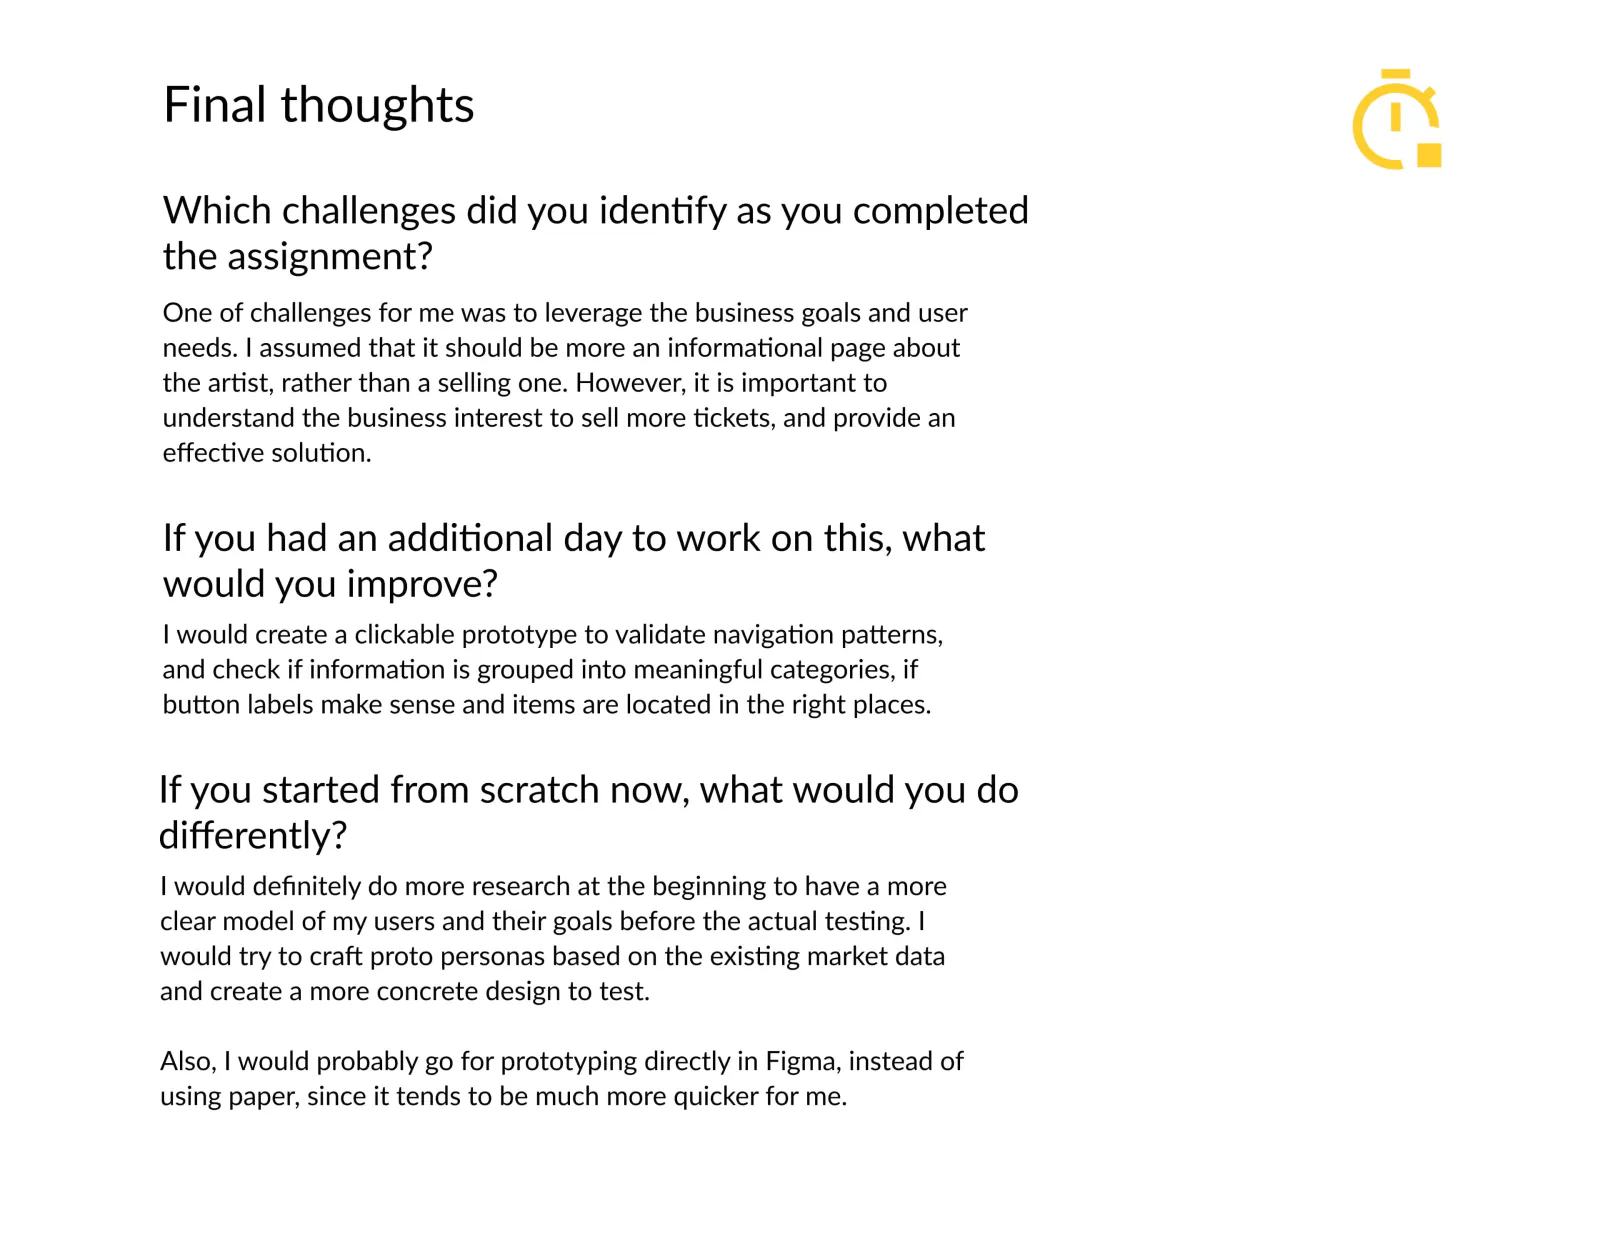 Final thoughts
Which challenges did you identify as you completed
the assignment?
One of challenges for me was to leverage the business goals and user
needs. I assumed that it should be more an informational page about
the artist, rather than a selling one. However, it is important to
understand the business interest to sell more tickets, and provide an
effective solution.
If you had an additional day to work on this, what
would you improve?
I would create a clickable prototype to validate navigation patterns,
and check if information is grouped into meaningful categories, if
button labels make sense and items are located in the right places.
If you started from scratch now, what would you do
differently?
I would definitely do more research at the beginning to have a more
clear model of my users and their goals before the actual testing. I
would try to craft proto personas based on the existing market data
and create a more concrete design to test.
Also, I would probably go for prototyping directly in Figma, instead of
using paper, since it tends to be much more quicker for me.